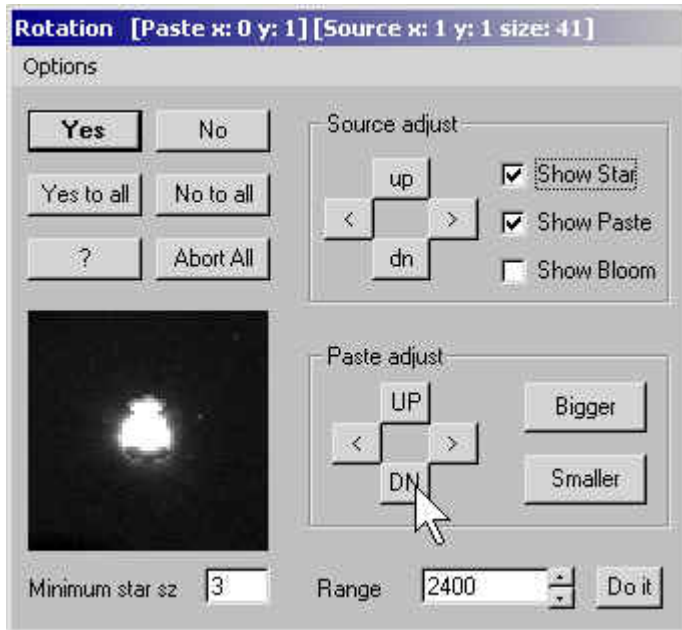 Rotation [Paste x: 0 y: 1][Source x: 1 y: 1 size: 41]
Options
Yes No
Yes to all No to all
? Abort All
Source adjust
up
< >
dn
Show Star
Show Paste
Show Bloom
Paste adjust
UP
< >
DN
Bigger
Smaller
Minimum star sz 3 Range 2400 Do it